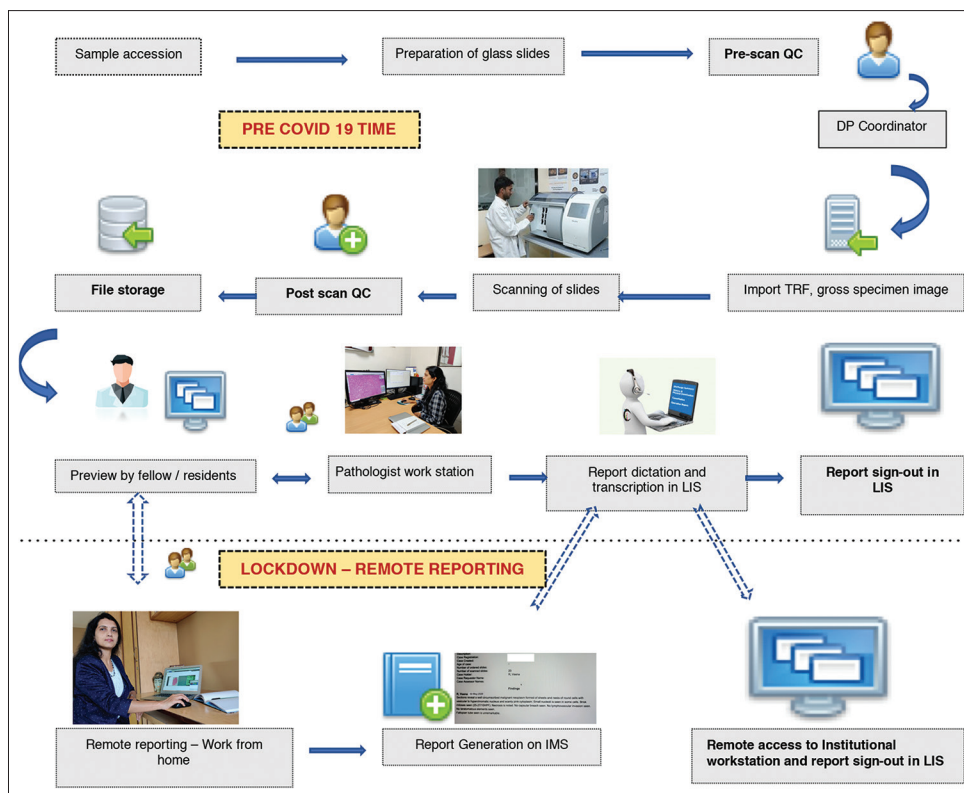 Sample accession
Preparation of glass slides
Pre-scan QC
DP Coordinator
PRE COVID 19 TIME
File storage
Post scan QC
Scanning of slides
Import TRF, gross specimen image
Preview by fellow / residents
Pathologist work station
Report dictation and
transcription in LIS
Report sign-out in
LIS
LOCKDOWN – REMOTE REPORTING
Findings
Remote reporting – Work from
home
Report Generation on IMS
Remote access to Institutional
workstation and report sign-out in LIS